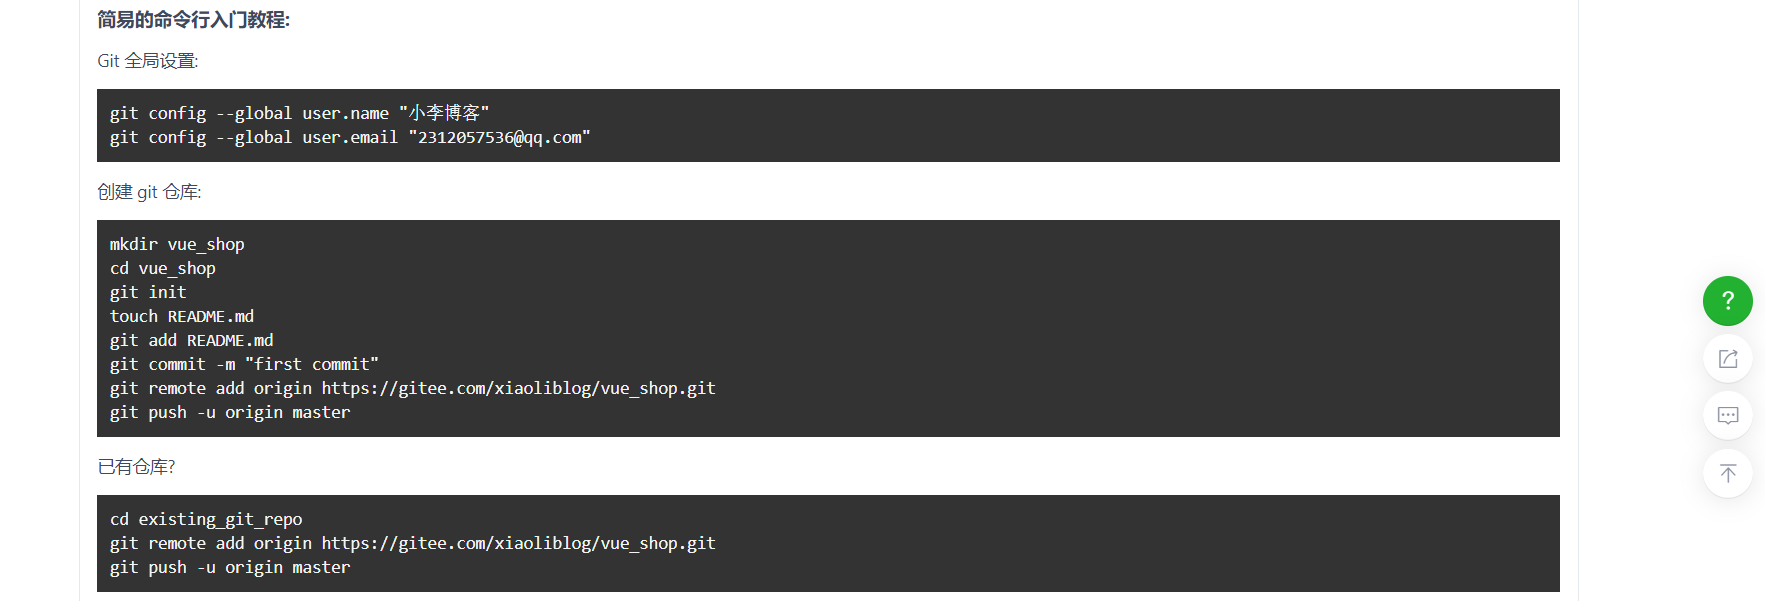 简易的命令行入门教程:
Git 全局设置:
git config --global user.name "小李博客"
git config --global user.email "2312057536@qq.com"
创建 git 仓库:
mkdir vue_shop
cd vue_shop
git init
touch README.md
git add README.md
git commit -m "first commit"
git remote add origin https://gitee.com/xiaoliblog/vue_shop.git
git push -u origin master
已有仓库?
cd existing_git_repo
git remote add origin https://gitee.com/xiaoliblog/vue_shop.git
git push -u origin master
?